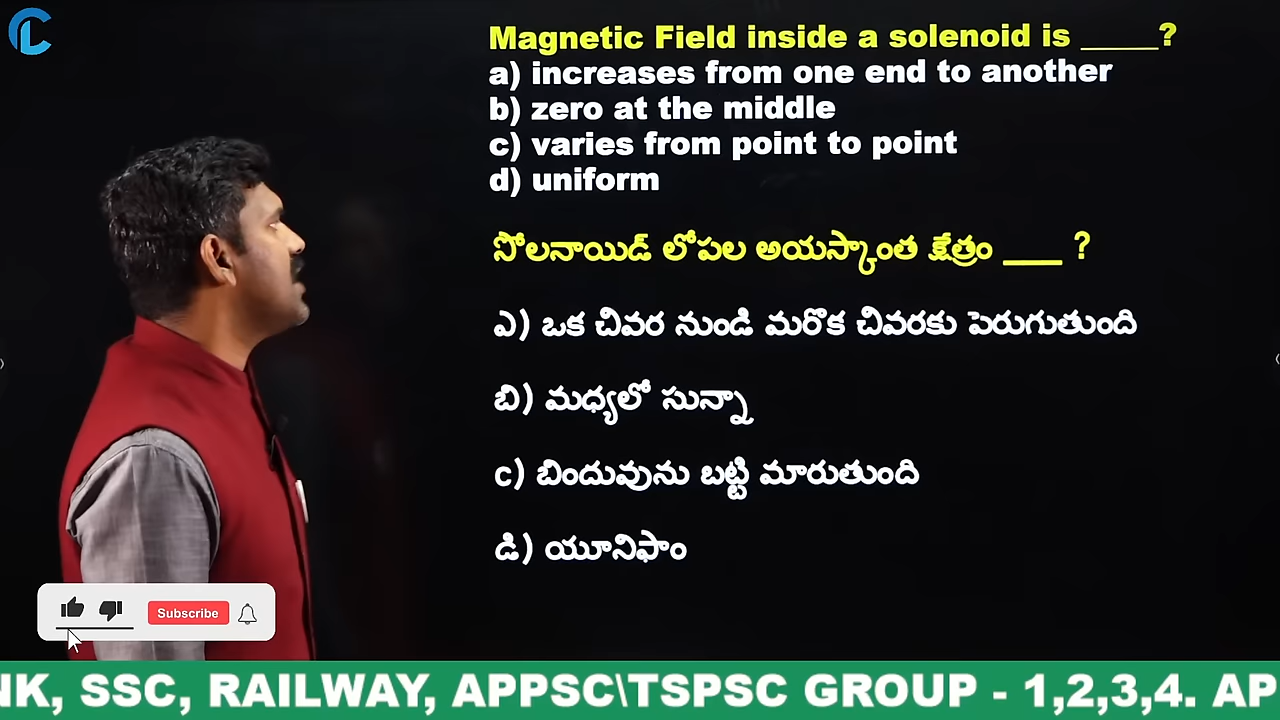 Magnetic Field inside a solenoid is _____?
a) increases from one end to another
b) zero at the middle
c) varies from point to point
d) uniform
సోలనాయిడ్ లోపల అయస్కాంత క్షేత్రం ____ ?
ఎ) ఒక చివర నుండి మరొక చివరకు పెరుగుతుంది
బి) మధ్యలో సున్నా
c) బిందువును బట్టి మారుతుంది
డి) యూనిఫాం
Subscribe
NK, SSC, RAILWAY, APPSC\TSPSC GROUP - 1,2,3,4. AP